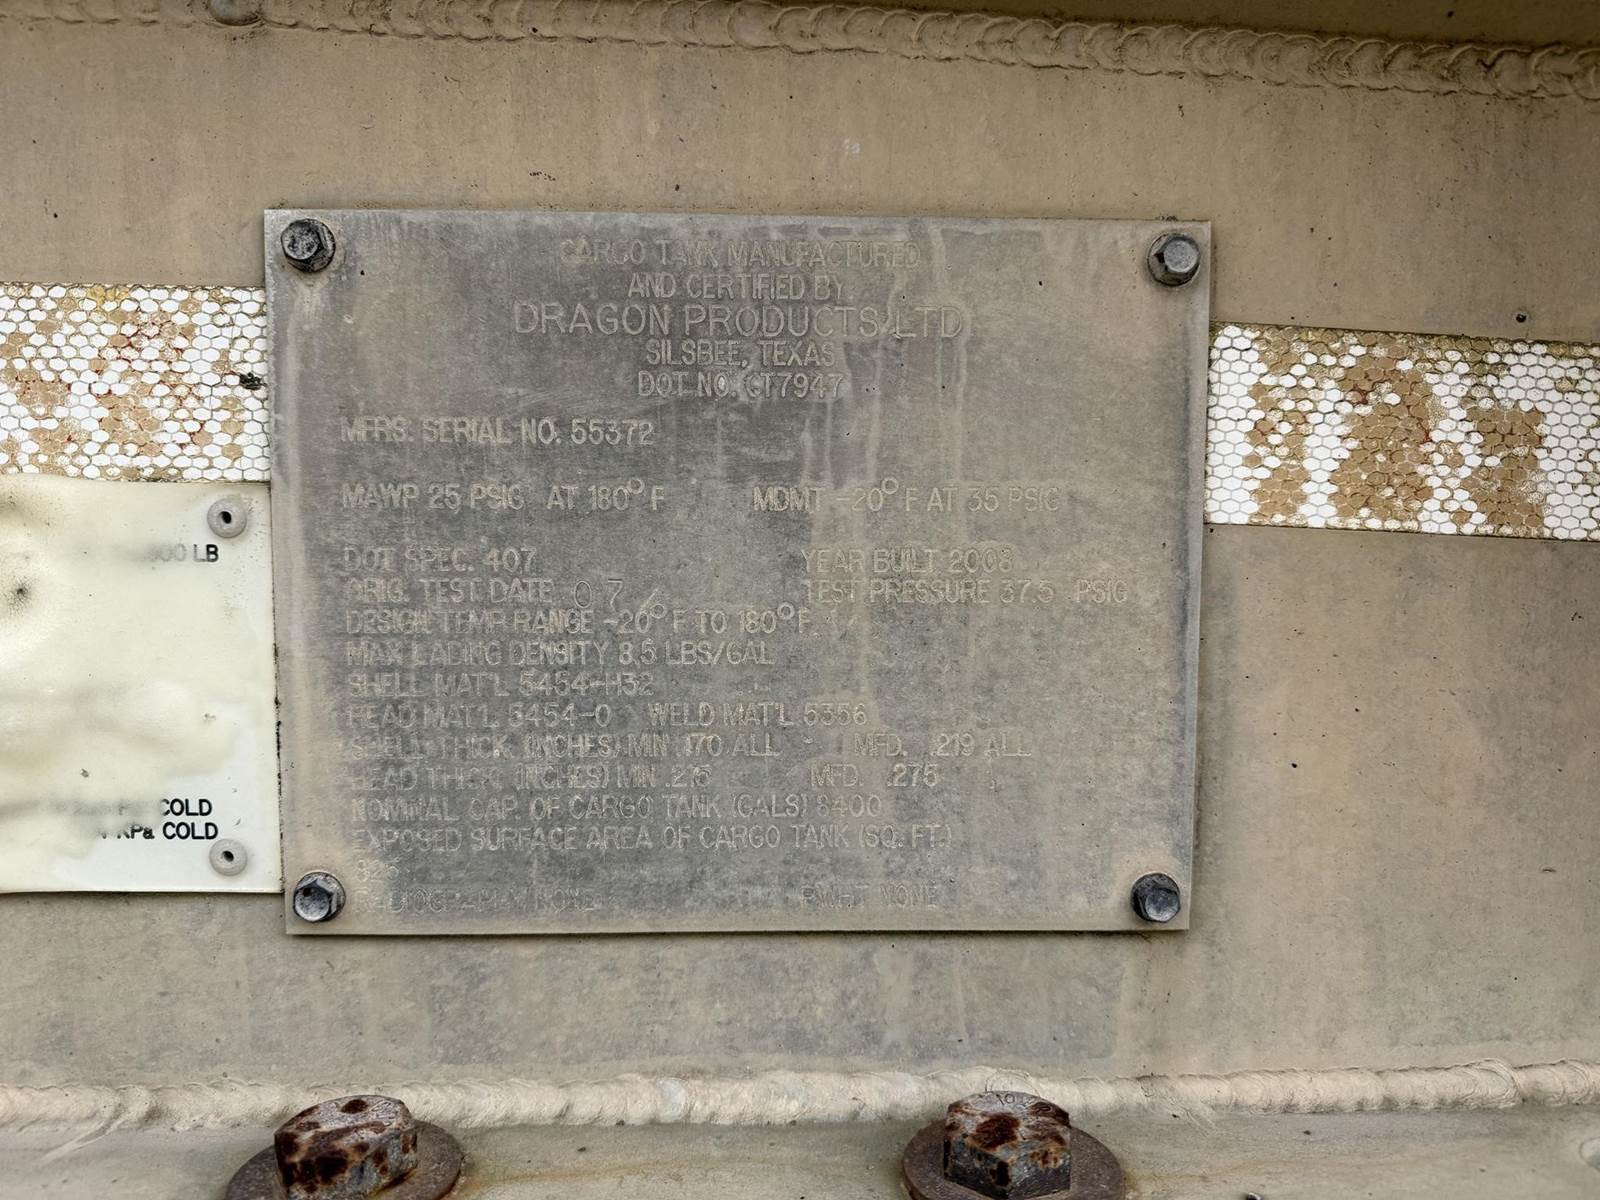 CARGO TANK MANUFACTURED
AND CERTIFIED BY
DRAGON PRODUCTS LTD
SILSBEE, TEXAS
DOT NO. CT7947
MFRS. SERIAL NO. 55372
MAWP 25 PSIG AT 180° F MDMT -20° F AT 35 PSIG
DOT SPEC. 407 YEAR BUILT 2008
ORIG. TEST DATE 07 TEST PRESSURE 37.5 PSIG
DESIGN TEMP RANGE -20° F TO 180° F
MAX LADING DENSITY 8.5 LBS/GAL
SHELL MAT'L 5454-H32
HEAD MAT'L 5454-O WELD MAT'L 5356
SHELL THICK (INCHES) MIN .170 ALL MFD. .219 ALL
HEAD THICK (INCHES) MIN MFD. .275
NOMINAL CAP. OF CARGO TANK (GALS) 8400
EXPOSED SURFACE AREA OF CARGO TANK (SQ. FT.)
RADIOGRAPHY NONE PWHT NONE
LB
COLD
KPa COLD